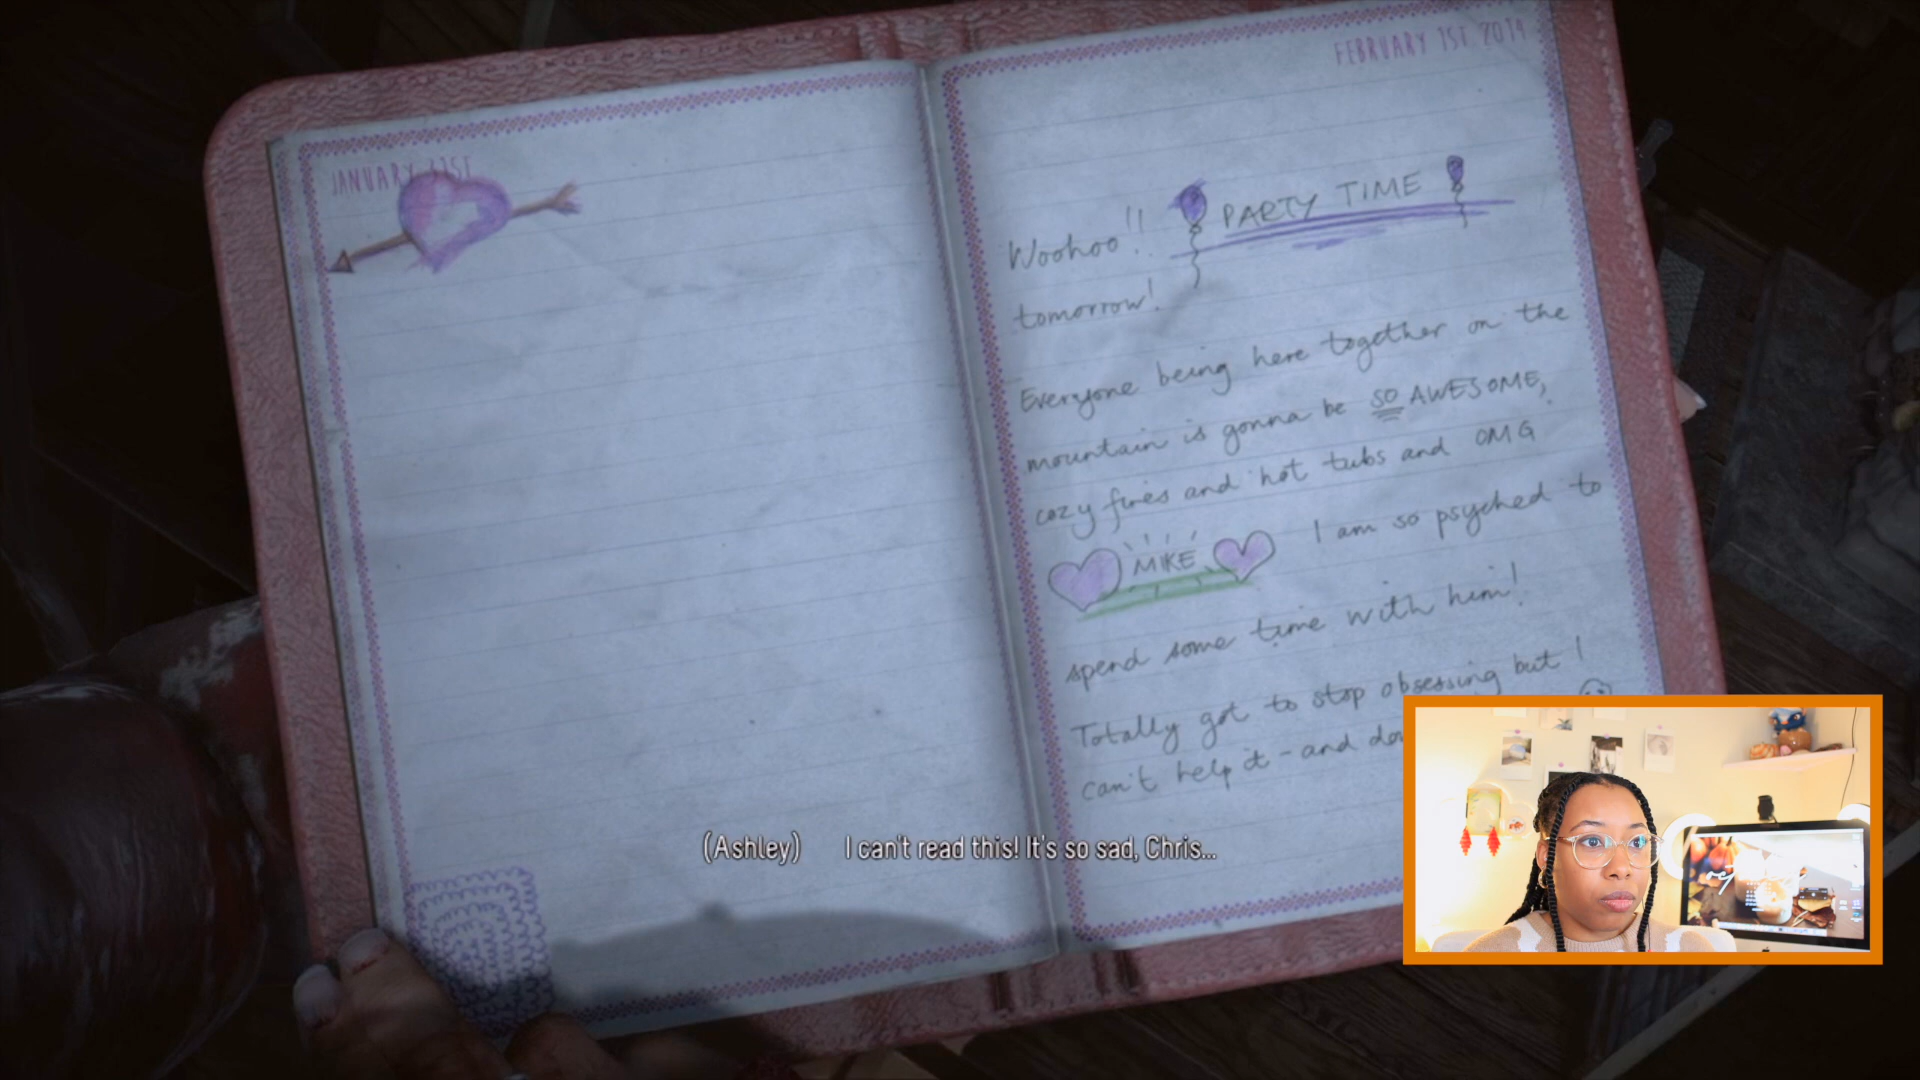 JANUARY 31ST
FEBRUARY 1ST 2014
Woohoo!! PARTY TIME
tomorrow!
Everyone being here together on the
mountain is gonna be SO AWESOME,
cozy fires and hot tubs and OMG
MIKE I am so psyched to
spend some time with him!
Totally got to stop obsessing but I
can't help it - and
(Ashley) I can't read this! It's so sad, Chris...